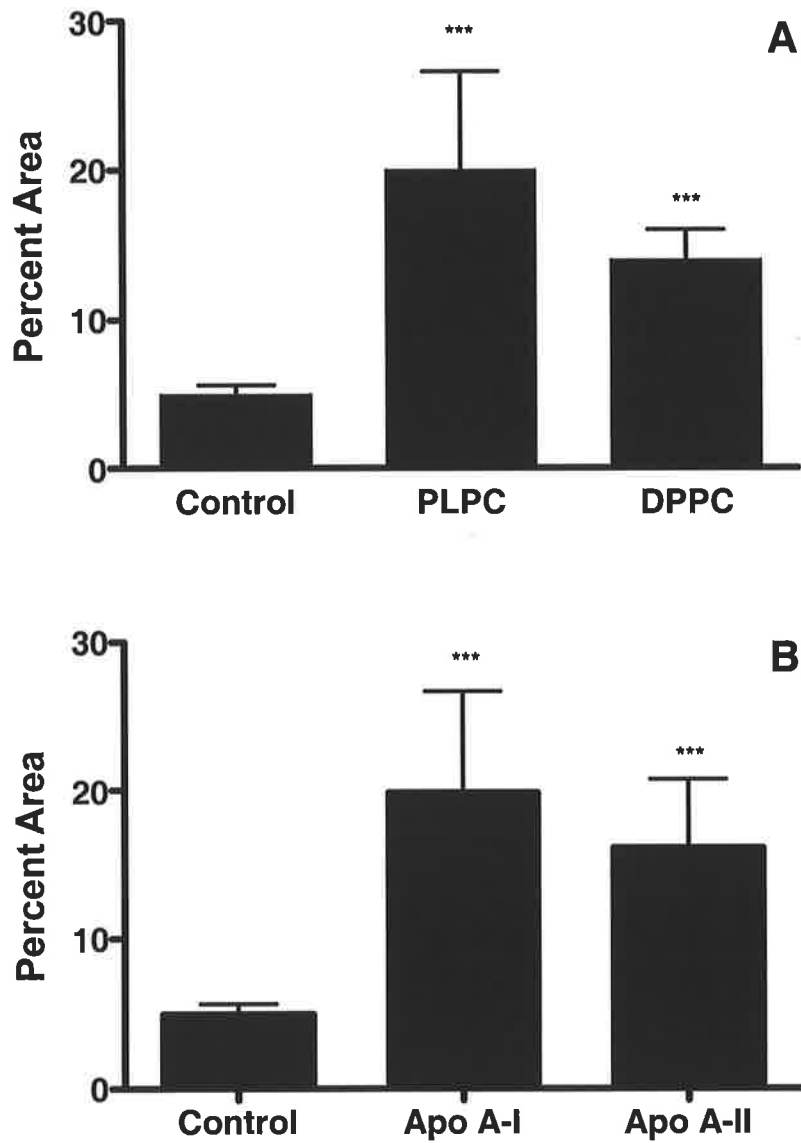 A
Percent Area
30
***
20
***
10
0
Control PLPC DPPC
B
Percent Area
30
***
20
***
10
0
Control Apo A-I Apo A-II